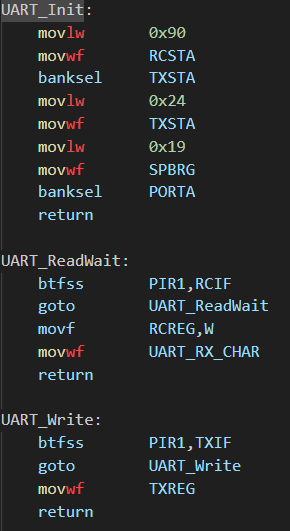 UART_Init:
movlw 0x90
movwf RCSTA
banksel TXSTA
movlw 0x24
movwf TXSTA
movlw 0x19
movwf SPBRG
banksel PORTA
return
UART_ReadWait:
btfss PIR1,RCIF
goto UART_ReadWait
movf RCREG,W
movwf UART_RX_CHAR
return
UART_Write:
btfss PIR1,TXIF
goto UART_Write
movwf TXREG
return